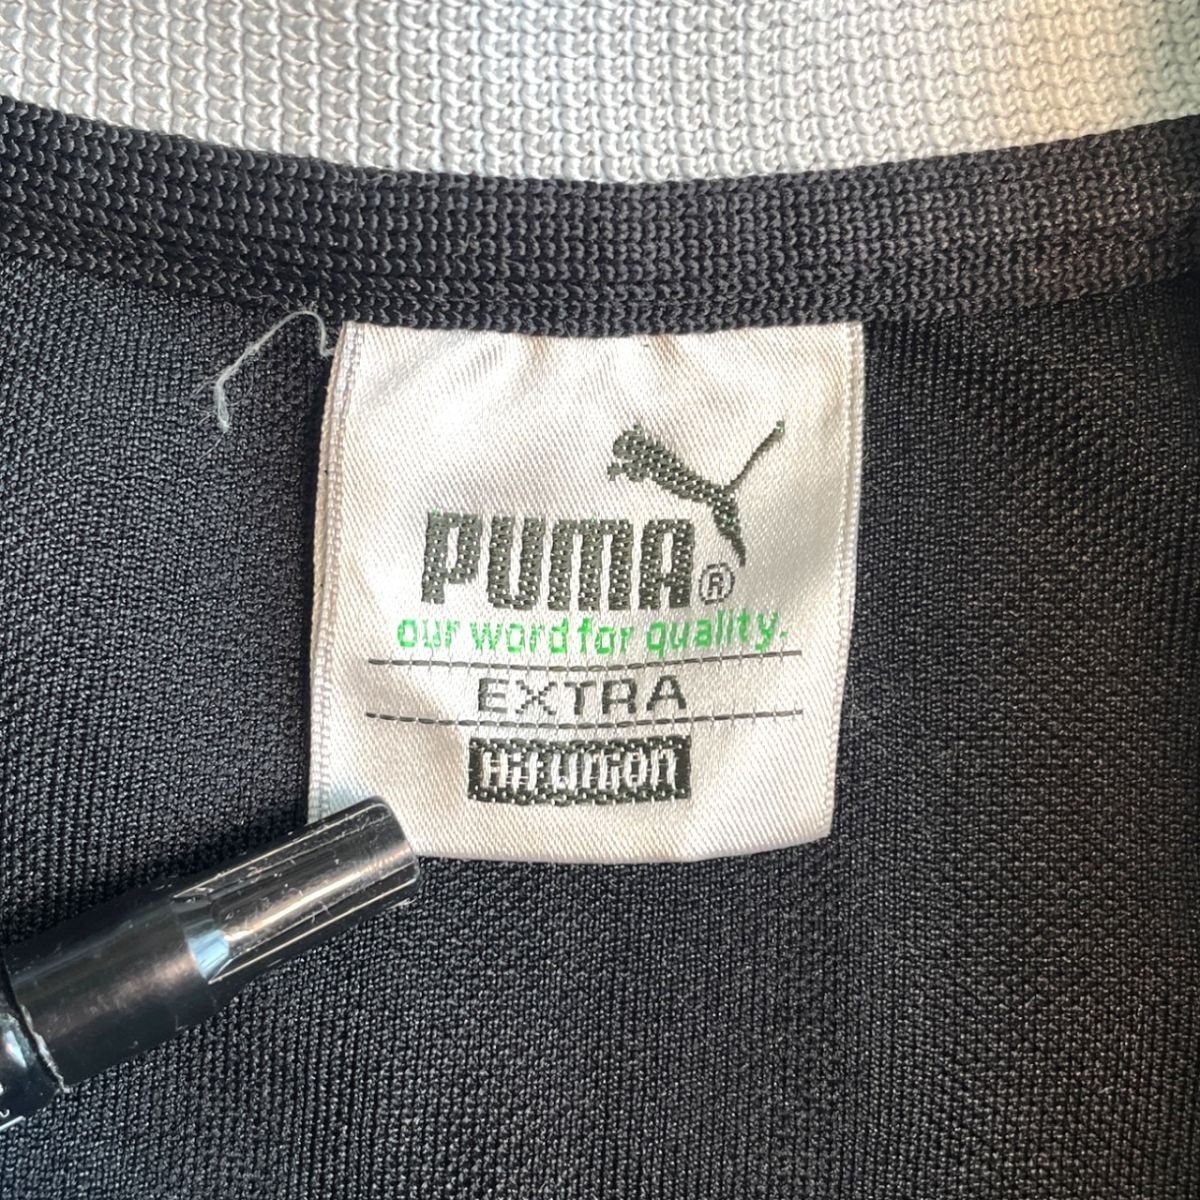 PUMA®
our word for quality.
EXTRA
Hit union